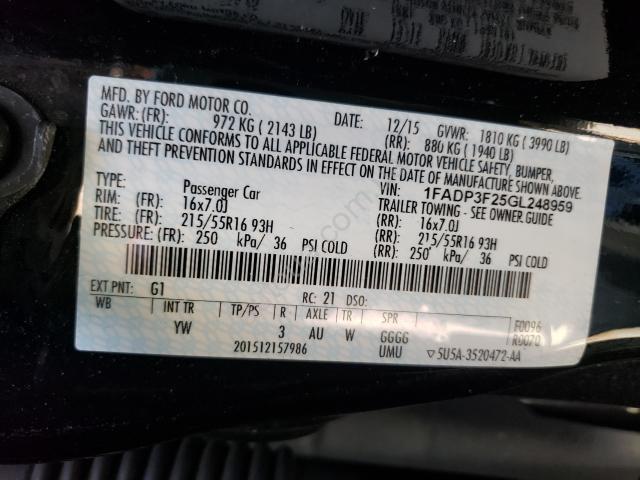 MFD. BY FORD MOTOR CO.
DATE: 12/15 GVWR: 1810 KG ( 3990 LB)
GAWR: (FR): 972 KG ( 2143 LB) (RR): 880 KG ( 1940 LB)
THIS VEHICLE CONFORMS TO ALL APPLICABLE FEDERAL MOTOR VEHICLE SAFETY, BUMPER,
AND THEFT PREVENTION STANDARDS IN EFFECT ON THE DATE OF MANUFACTURE SHOWN ABOVE.
VIN: 1FADP3F25GL248959
TYPE: Passenger Car TRAILER TOWING - SEE OWNER GUIDE
RIM: (FR): 16x7.0J (RR): 16x7.0J
TIRE: (FR): 215/55R16 93H (RR): 215/55R16 93H
PRESSURE: (FR): 250 kPa/ 36 PSI COLD (RR): 250 kPa/ 36 PSI COLD
EXT PNT: G1 RC: 21 DSO:
WB INT TR TP/PS R AXLE TR SPR F0096
YW 3 AU W GGGG R0070
201512157986 UMU ▽5U5A-3520472-AA